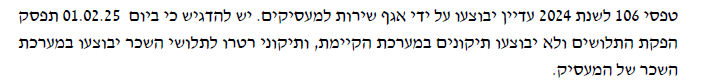 טפסי 106 לשנת 2024 עדיין יבוצעו על ידי אגף שירות למעסיקים. יש להדגיש כי ביום 01.02.25 תפסק
הפקת התלושים ולא יבוצעו תיקונים במערכת הקיימת, ותיקוני רטרו לתלושי השכר יבוצעו במערכת
השכר של המעסיק.